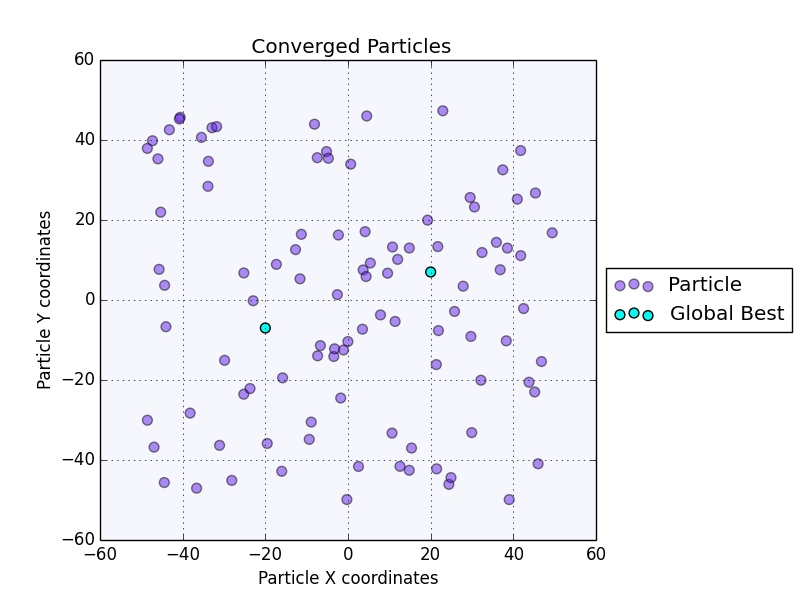 Converged Particles
60
40
20
0
−20
−40
−60
−60
−40
−20
0
20
40
60
Particle Y coordinates
Particle X coordinates
Particle
Global Best